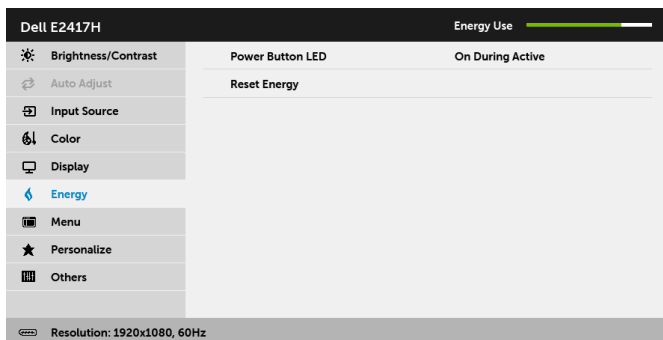 Dell E2417H Energy Use
Brightness/Contrast Power Button LED On During Active
Auto Adjust Reset Energy
Input Source
Color
Display
Energy
Menu
Personalize
Others
Resolution: 1920x1080, 60Hz